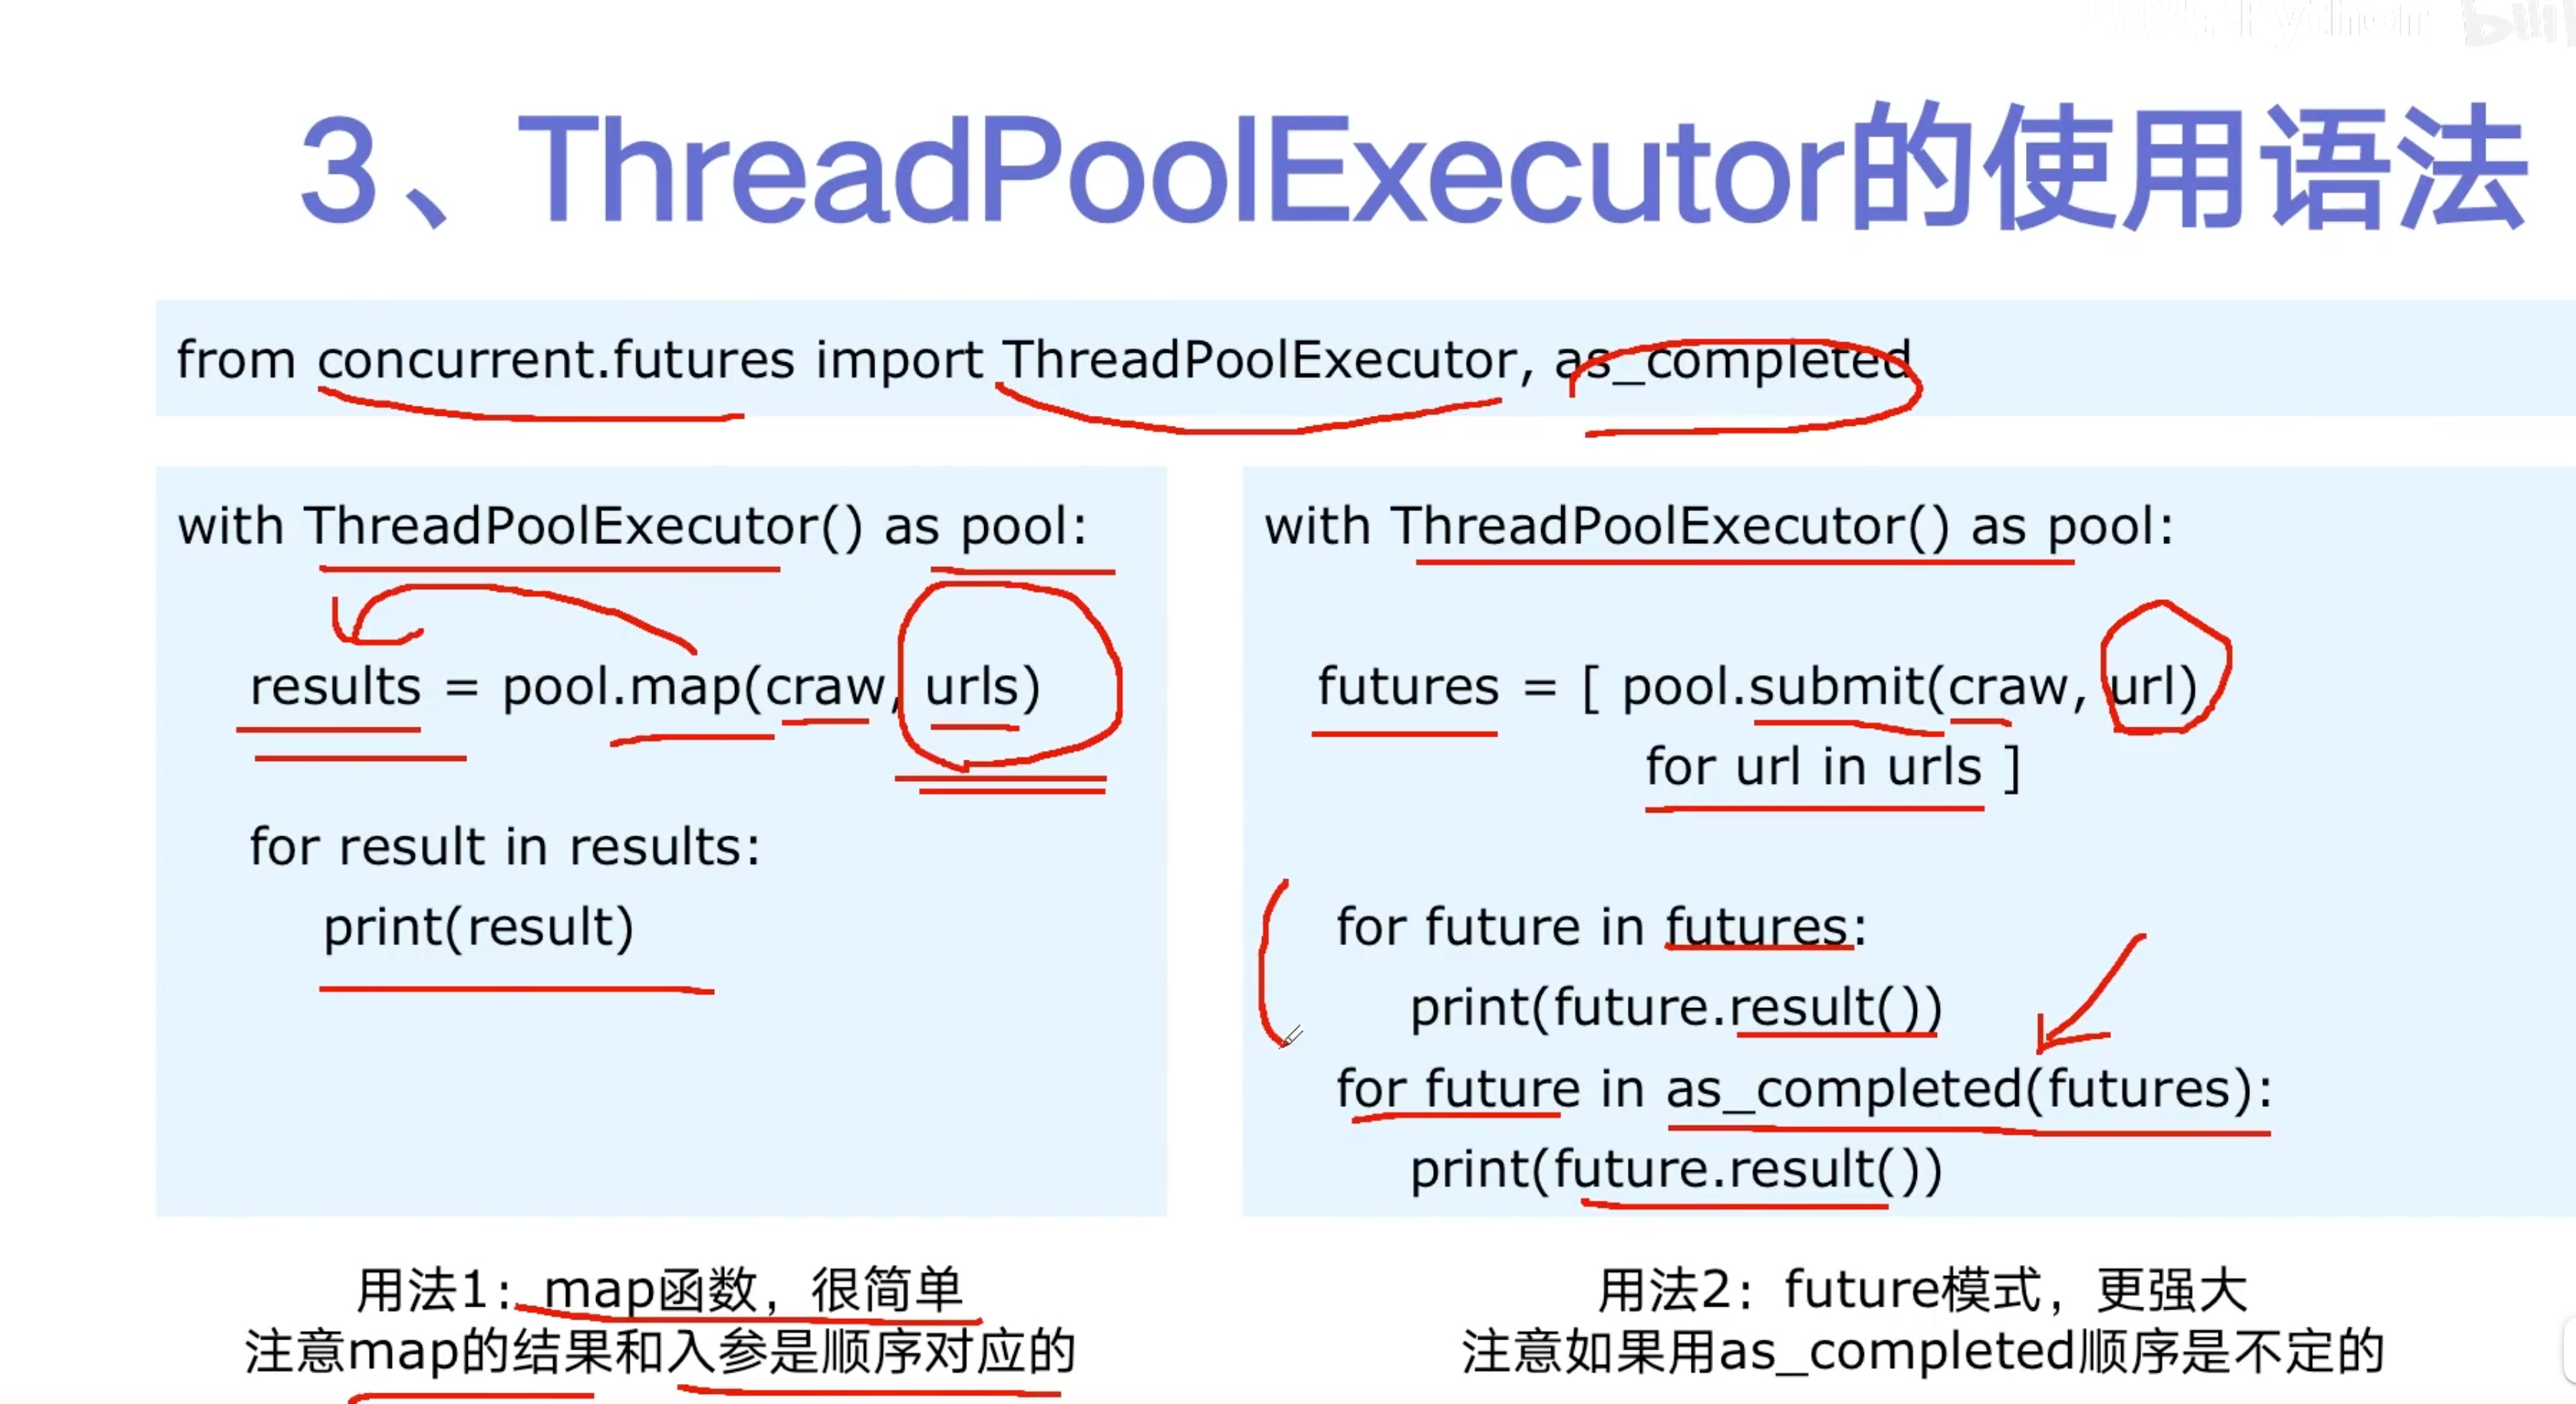 3、ThreadPoolExecutor的使用语法
from concurrent.futures import ThreadPoolExecutor, as_completed
with ThreadPoolExecutor() as pool:
results = pool.map(craw, urls)
for result in results:
print(result)
用法1：map函数，很简单
注意map的结果和入参是顺序对应的
with ThreadPoolExecutor() as pool:
futures = [ pool.submit(craw, url)
for url in urls ]
for future in futures:
print(future.result())
for future in as_completed(futures):
print(future.result())
用法2：future模式，更强大
注意如果用as_completed顺序是不定的